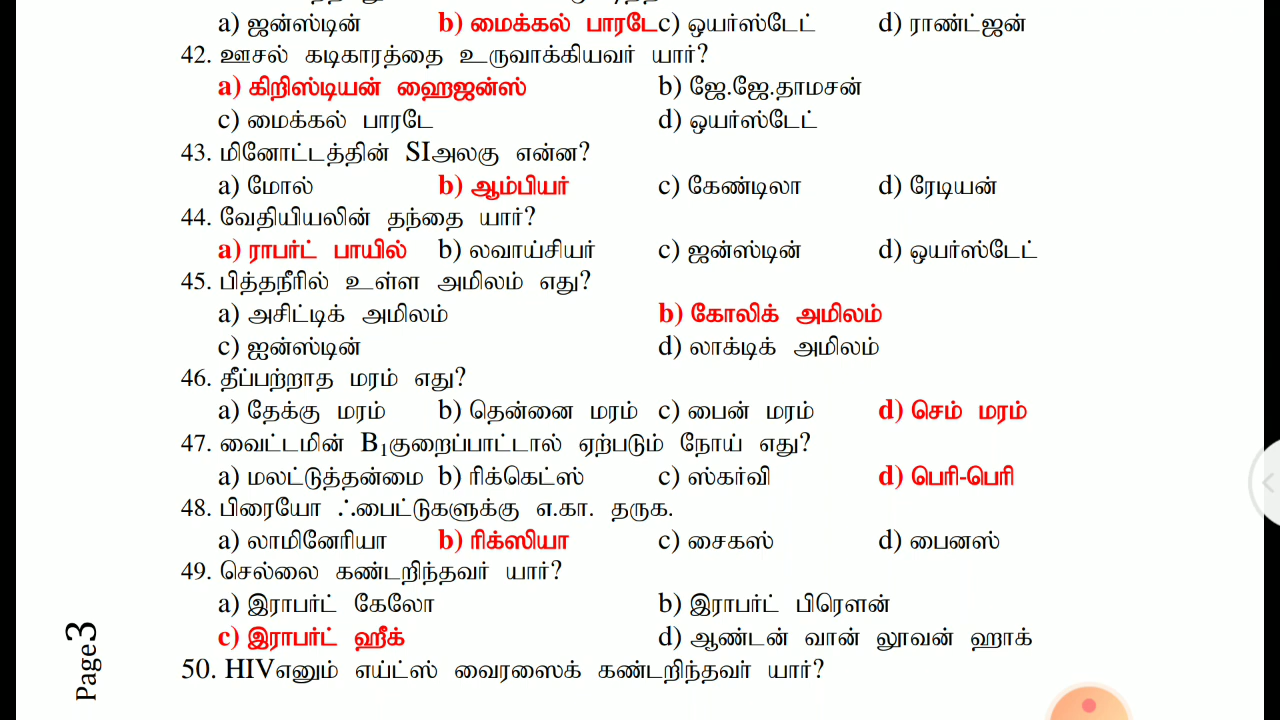 a) ஜன்ஸ்டின் b) மைக்கல் பாரடே c) ஒயர்ஸ்டேட் d) ராண்ட்ஜன்
42. ஊசல் கடிகாரத்தை உருவாக்கியவர் யார்?
a) கிறிஸ்டியன் ஹைஜன்ஸ் b) ஜே.ஜே.தாமசன்
c) மைக்கல் பாரடே d) ஒயர்ஸ்டேட்
43. மினோட்டத்தின் SIஅலகு என்ன?
a) மோல் b) ஆம்பியர் c) கேண்டிலா d) ரேடியன்
44. வேதியியலின் தந்தை யார்?
a) ராபர்ட் பாயில் b) லவாய்சியர் c) ஜன்ஸ்டின் d) ஒயர்ஸ்டேட்
45. பித்தநீரில் உள்ள அமிலம் எது?
a) அசிட்டிக் அமிலம் b) கோலிக் அமிலம்
c) ஐன்ஸ்டின் d) லாக்டிக் அமிலம்
46. தீப்பற்றாத மரம் எது?
a) தேக்கு மரம் b) தென்னை மரம் c) பைன் மரம் d) செம் மரம்
47. வைட்டமின் B₁குறைப்பாட்டால் ஏற்படும் நோய் எது?
a) மலட்டுத்தன்மை b) ரிக்கெட்ஸ் c) ஸ்கர்வி d) பெரி-பெரி
48. பிரையோ ஃபைட்டுகளுக்கு எ.கா. தருக.
a) லாமினேரியா b) ரிக்ஸியா c) சைகஸ் d) பைனஸ்
49. செல்லை கண்டறிந்தவர் யார்?
a) இராபர்ட் கேலோ b) இராபர்ட் பிரௌன்
c) இராபர்ட் ஹீக் d) ஆண்டன் வான் லூவன் ஹாக்
50. HIVஎனும் எய்ட்ஸ் வைரஸைக் கண்டறிந்தவர் யார்?
Page3